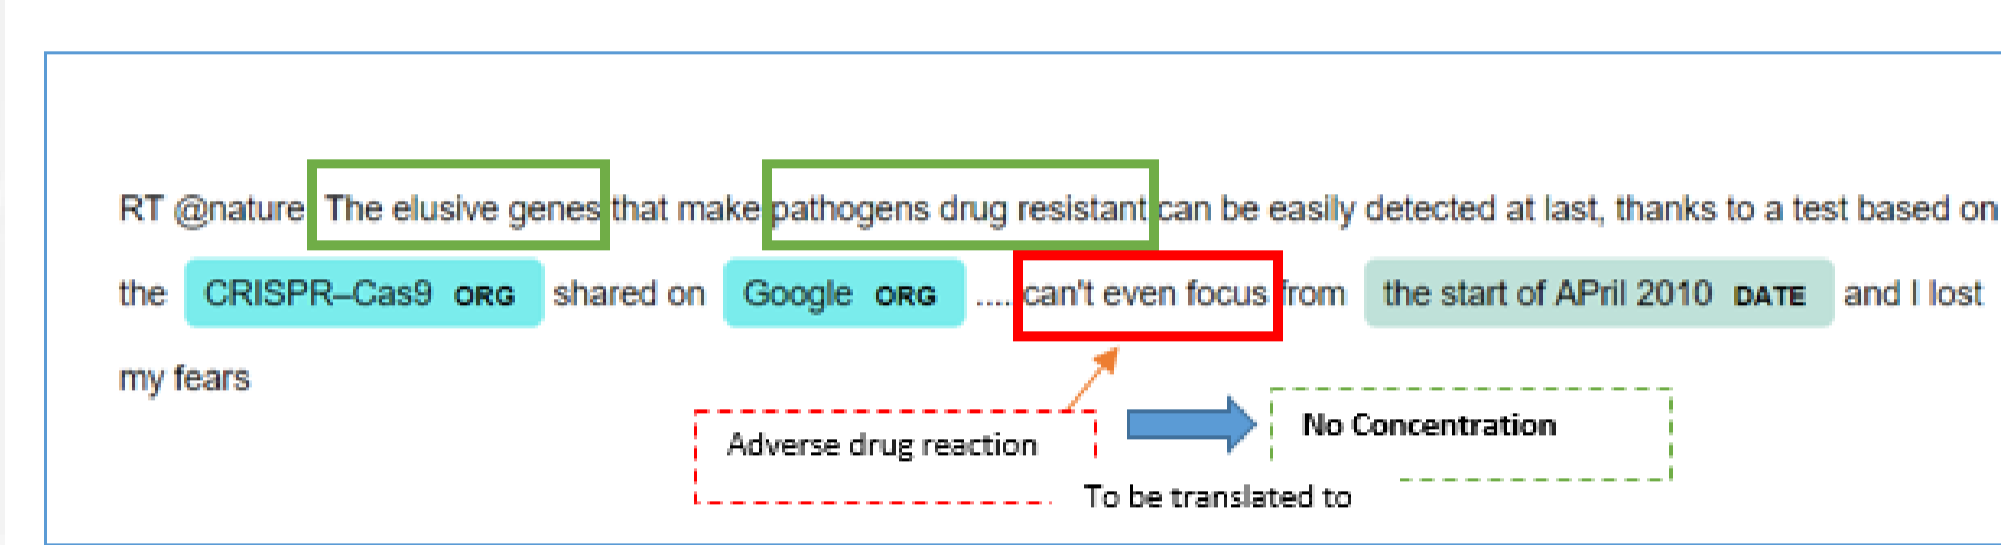 RT @nature The elusive genes that make pathogens drug resistant can be easily detected at last, thanks to a test based on
the CRISPR–Cas9 ORG shared on Google ORG .... can't even focus from the start of APril 2010 DATE and I lost
my fears
Adverse drug reaction
No Concentration
To be translated to